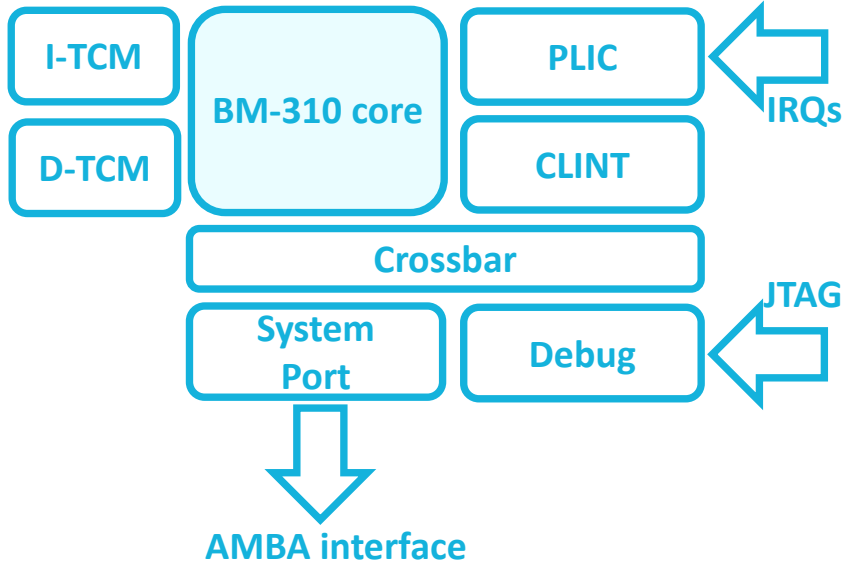 I-TCM
BM-310 core
PLIC
IRQs
D-TCM
CLINT
Crossbar
JTAG
System
Port
Debug
AMBA interface